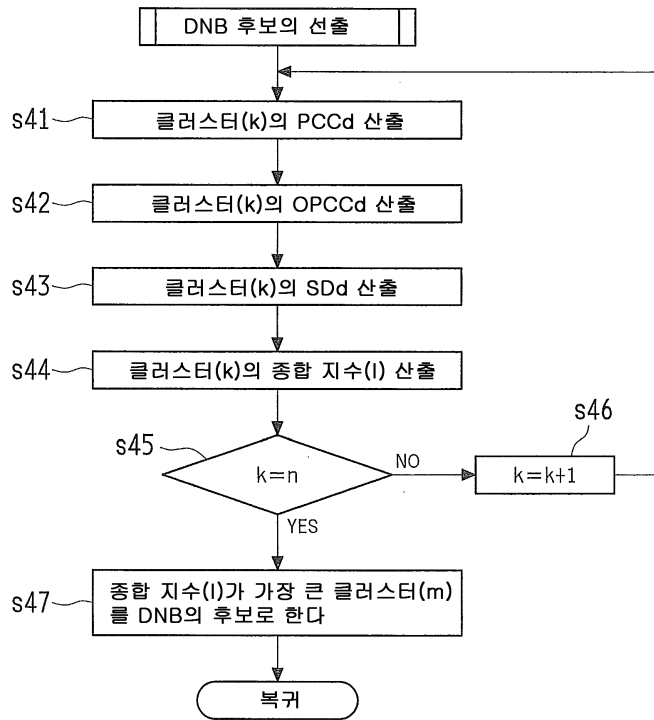 DNB 후보의 선출
s41
클러스터(k)의 PCCd 산출
s42
클러스터(k)의 OPCCd 산출
s43
클러스터(k)의 SDd 산출
s44
클러스터(k)의 종합 지수(I) 산출
s45
k=n
NO
s46
k=k+1
YES
s47
종합 지수(I)가 가장 큰 클러스터(m)
를 DNB의 후보로 한다
복귀